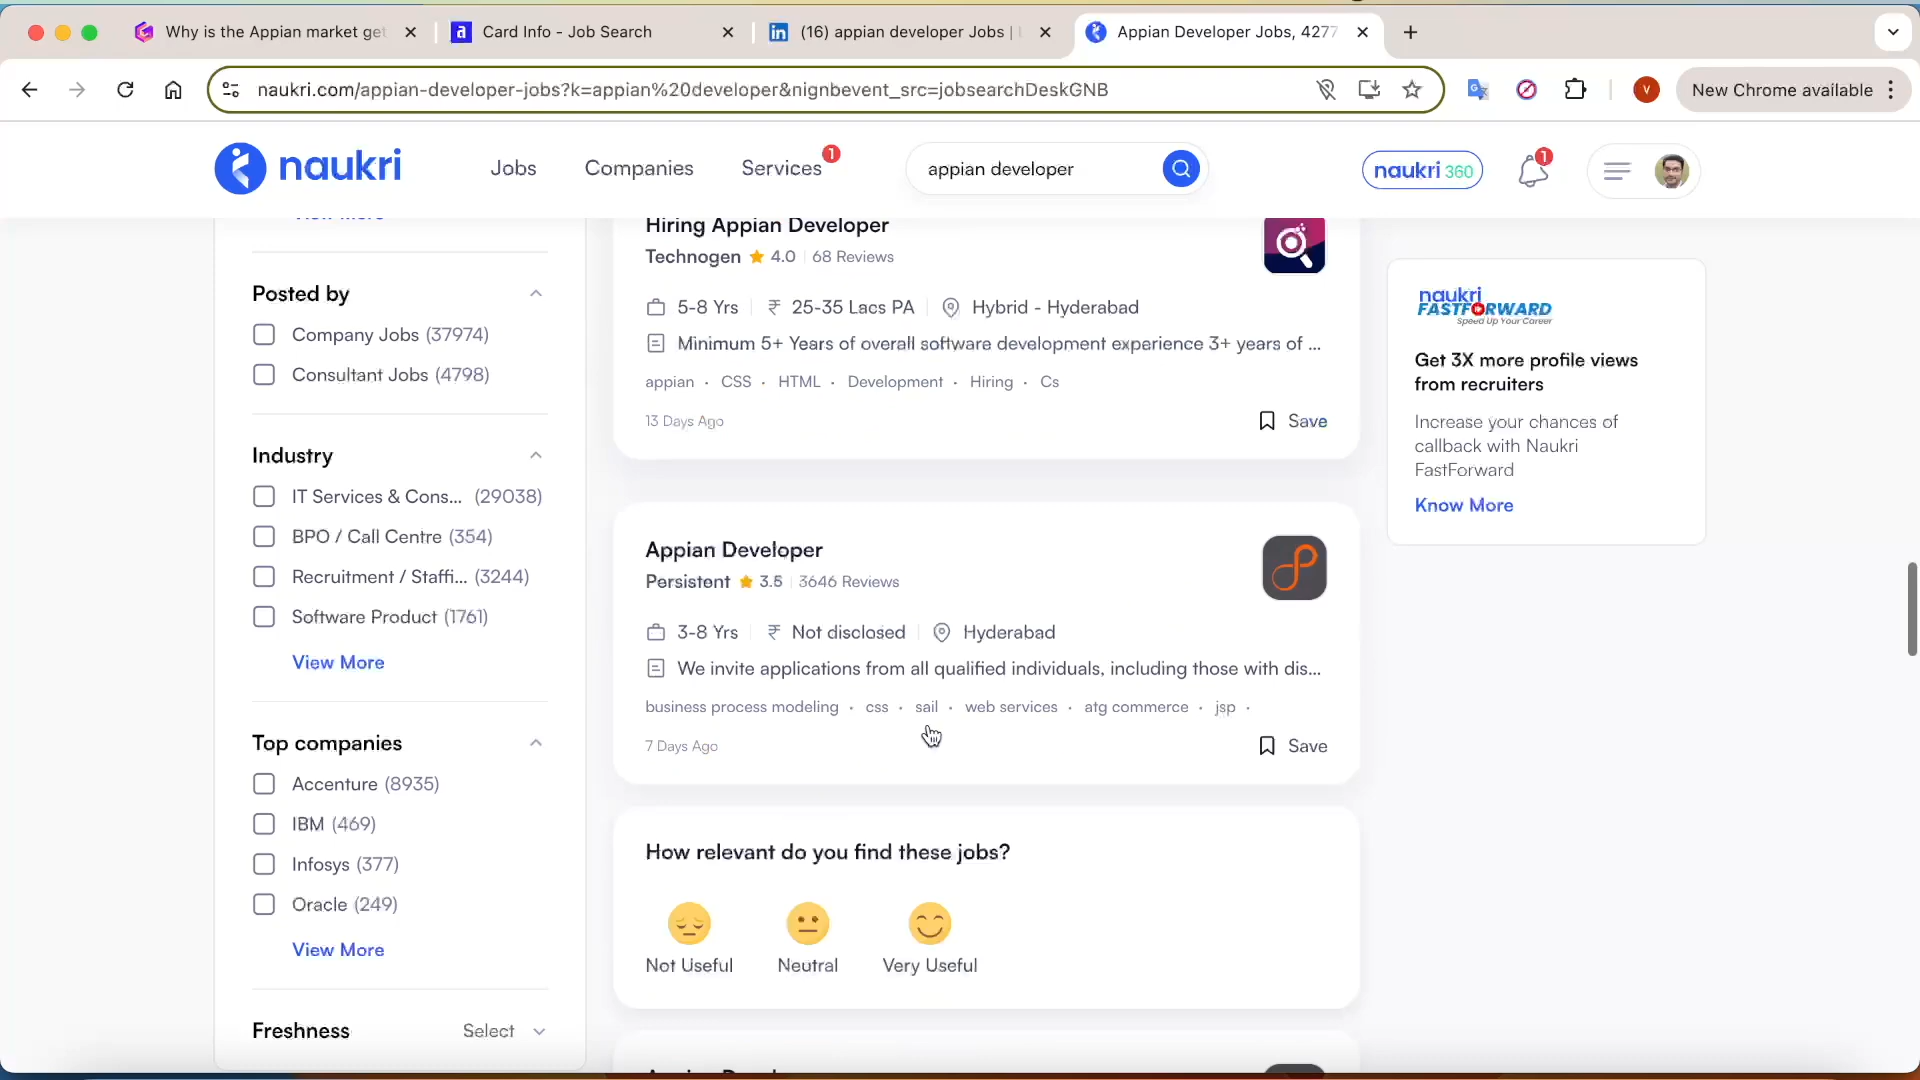 Why is the Appian market get
Card Info - Job Search
(16) appian developer Jobs |
Appian Developer Jobs, 4277
naukri.com/appian-developer-jobs?k=appian%20developer&nignbevent_src=jobsearchDeskGNB
V
New Chrome available
naukri
Jobs
Companies
Services
1
appian developer
naukri 360
1
View More
Posted by
Company Jobs (37974)
Consultant Jobs (4798)
Industry
IT Services & Cons... (29038)
BPO / Call Centre (354)
Recruitment / Staffi... (3244)
Software Product (1761)
View More
Top companies
Accenture (8935)
IBM (469)
Infosys (377)
Oracle (249)
View More
Freshness
Select
Hiring Appian Developer
Technogen 4.0 68 Reviews
5-8 Yrs ₹ 25-35 Lacs PA Hybrid - Hyderabad
Minimum 5+ Years of overall software development experience 3+ years of ...
appian · CSS · HTML · Development · Hiring · Cs
13 Days Ago
Save
Appian Developer
Persistent 3.5 3646 Reviews
3-8 Yrs ₹ Not disclosed Hyderabad
We invite applications from all qualified individuals, including those with dis...
business process modeling · css · sail · web services · atg commerce · jsp ·
7 Days Ago
Save
How relevant do you find these jobs?
Not Useful
Neutral
Very Useful
naukri
FASTFORWARD
Speed Up Your Career
Get 3X more profile views
from recruiters
Increase your chances of
callback with Naukri
FastForward
Know More